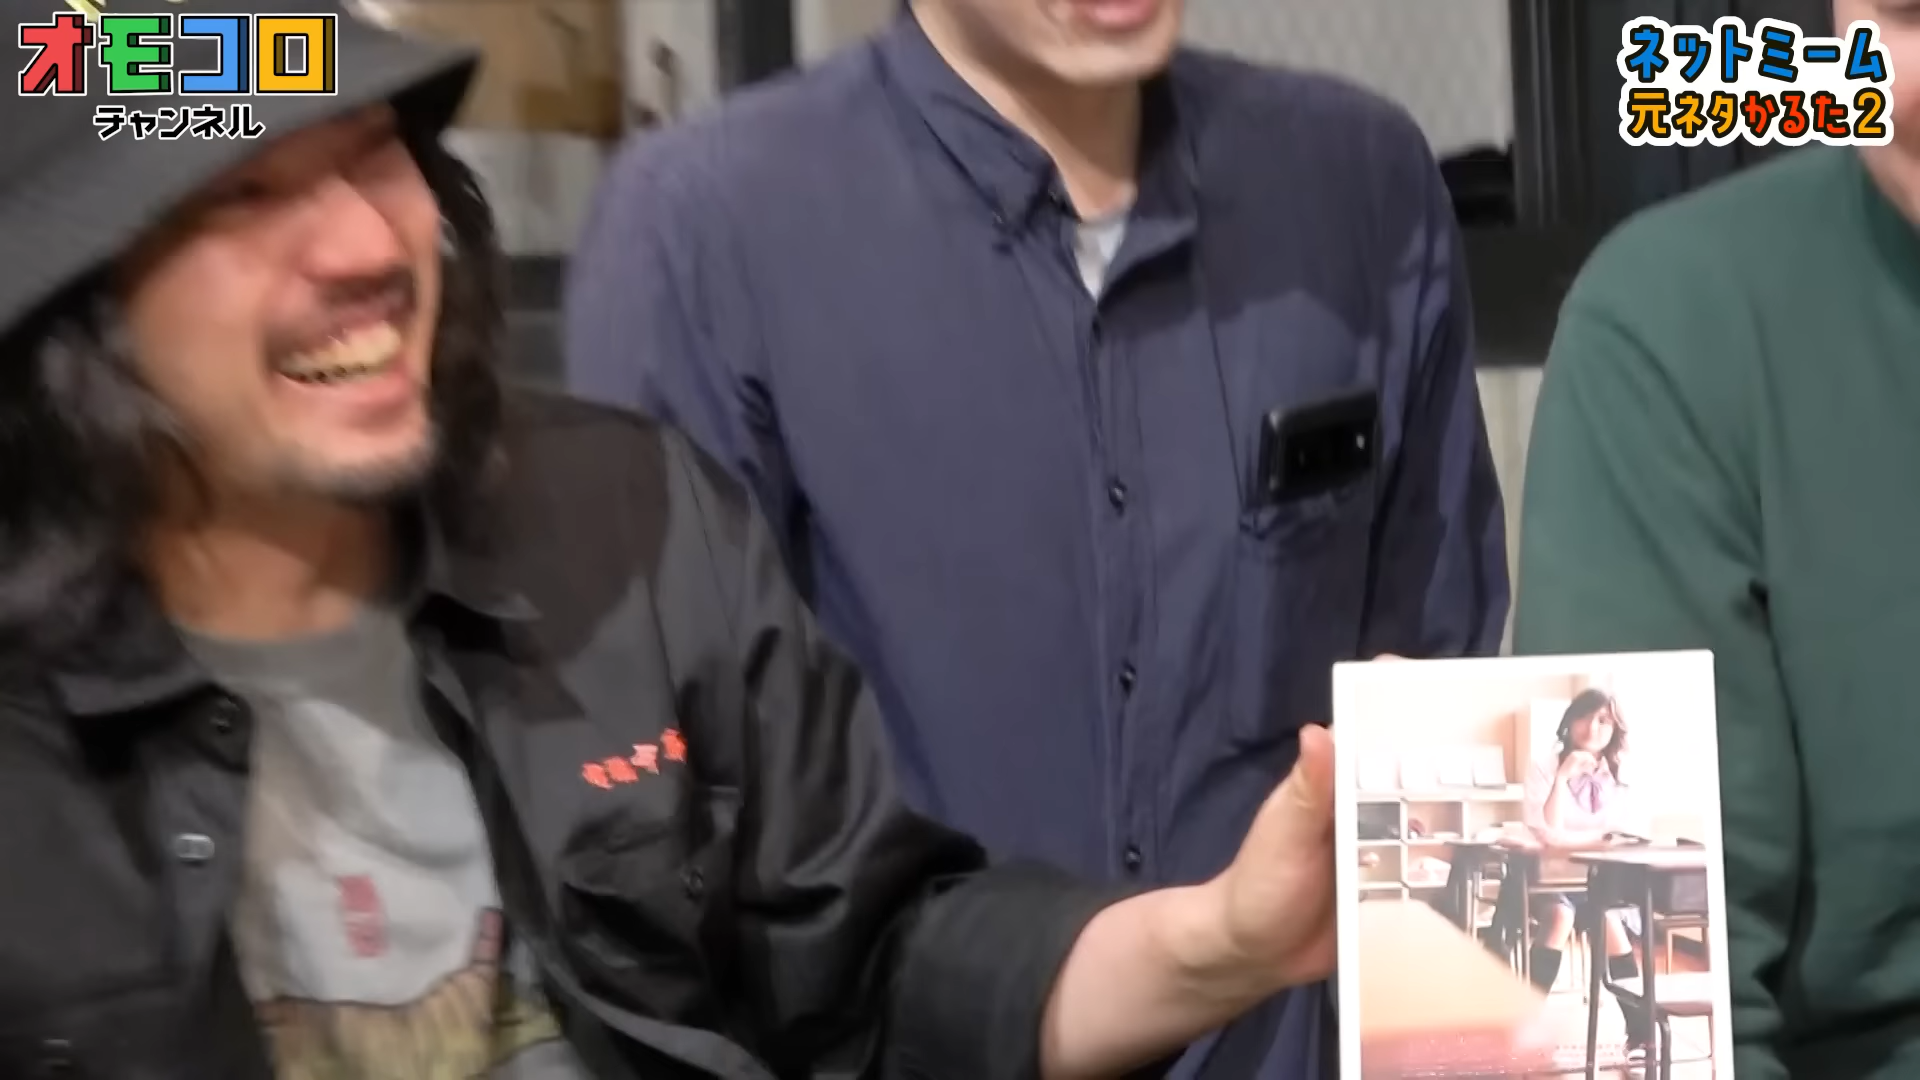 オモコロ
チャンネル
ネットミーム
元ネタかるた2